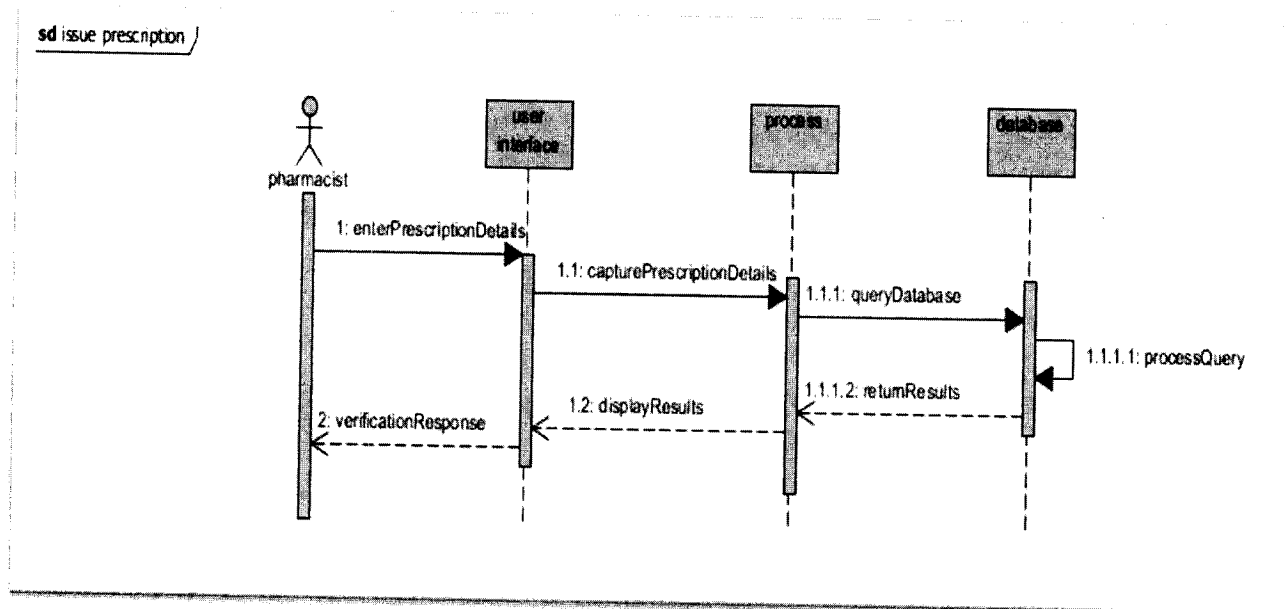 sd issue prescription
user
interface
process
database
pharmacist
1: enterPrescriptionDetails
1.1: capturePrescriptionDetails
1.1.1: queryDatabase
1.1.1.1: processQuery
1.1.1.2: returnResults
1.2: displayResults
2: verificationResponse